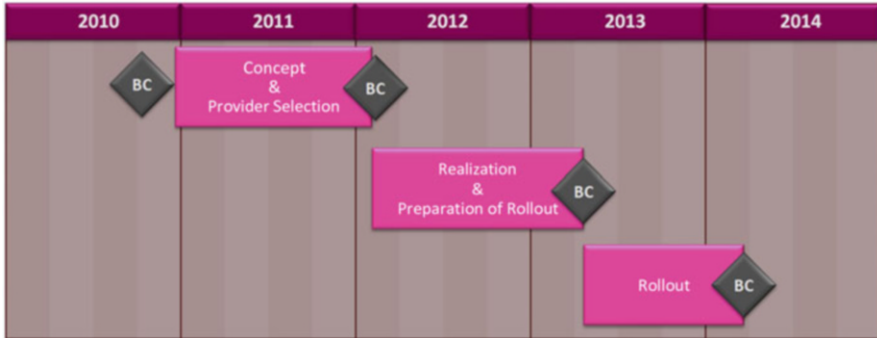 2010 2011 2012 2013 2014
BC
Concept
&
Provider Selection
BC
Realization
&
Preparation of Rollout
BC
Rollout
BC